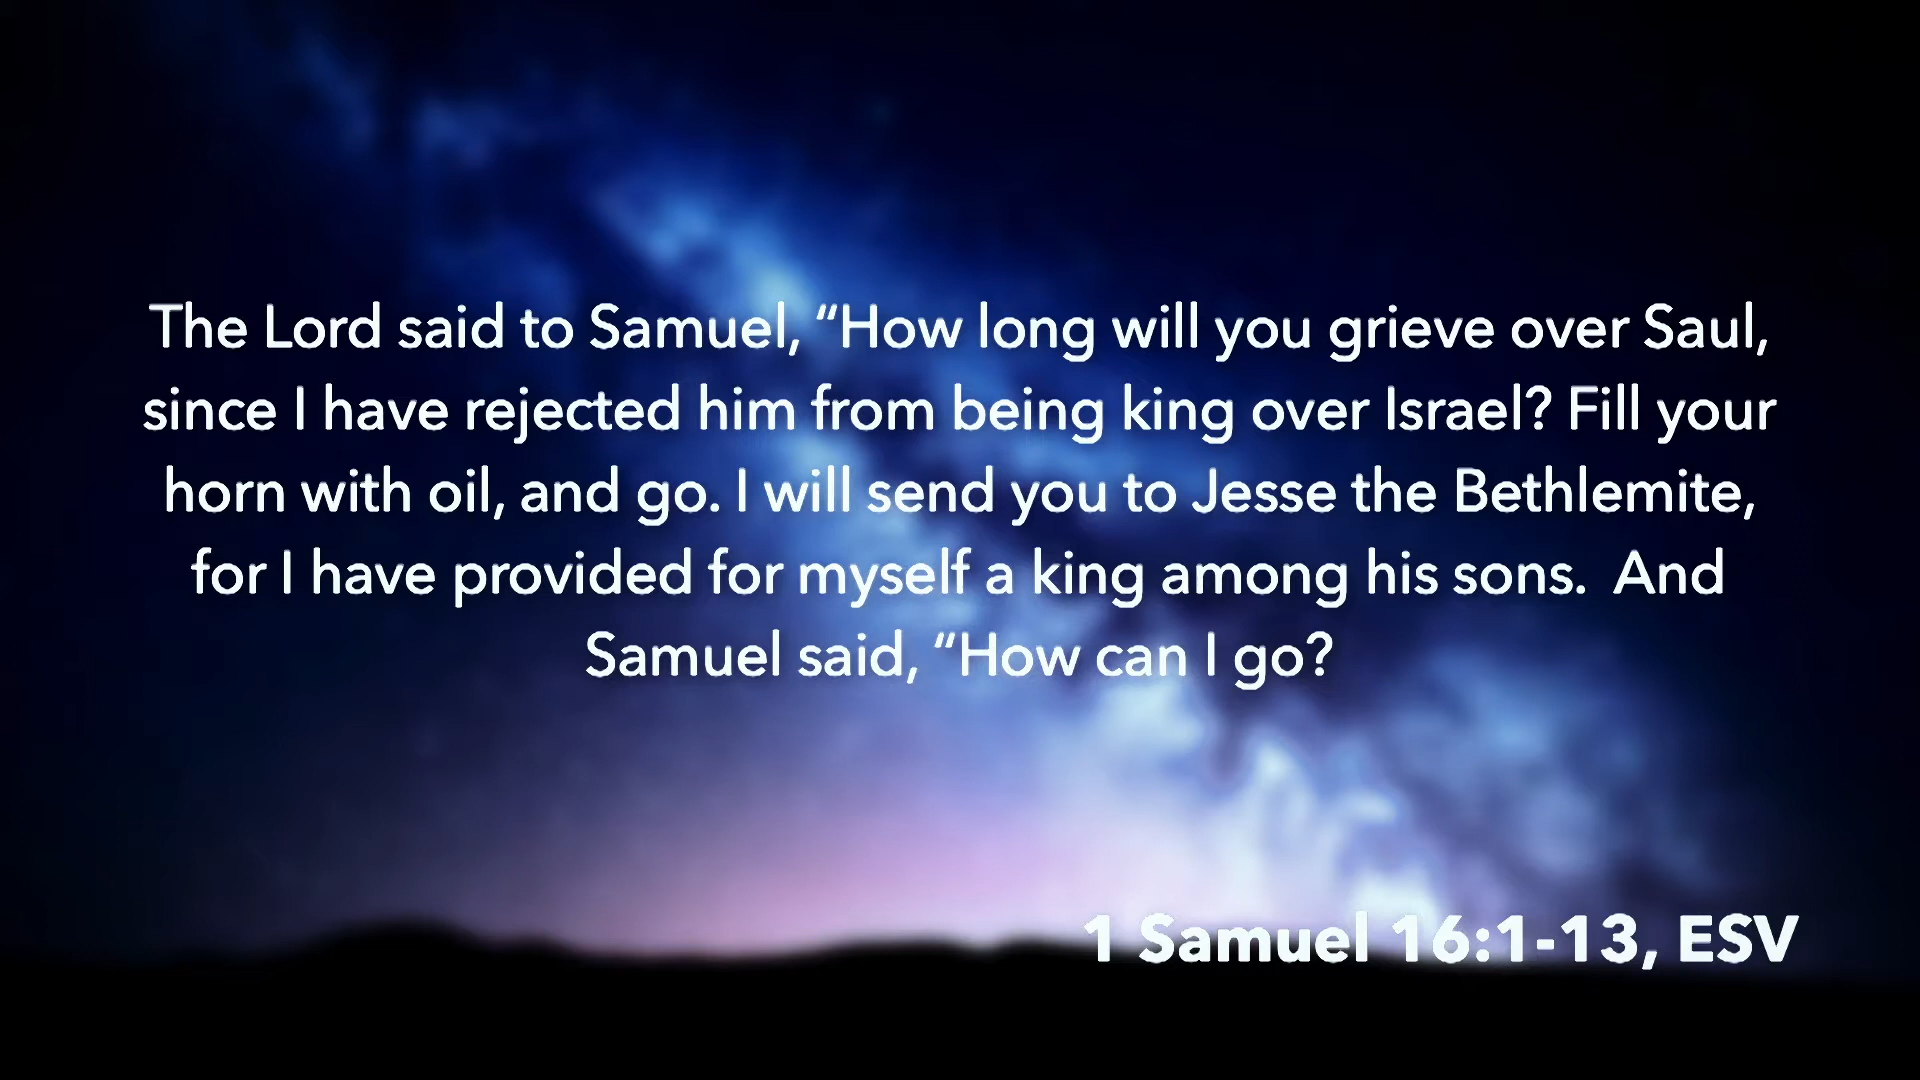 The Lord said to Samuel, “How long will you grieve over Saul,
since I have rejected him from being king over Israel? Fill your
horn with oil, and go. I will send you to Jesse the Bethlemite,
for I have provided for myself a king among his sons.  And
Samuel said, “How can I go?
1 Samuel 16:1-13, ESV